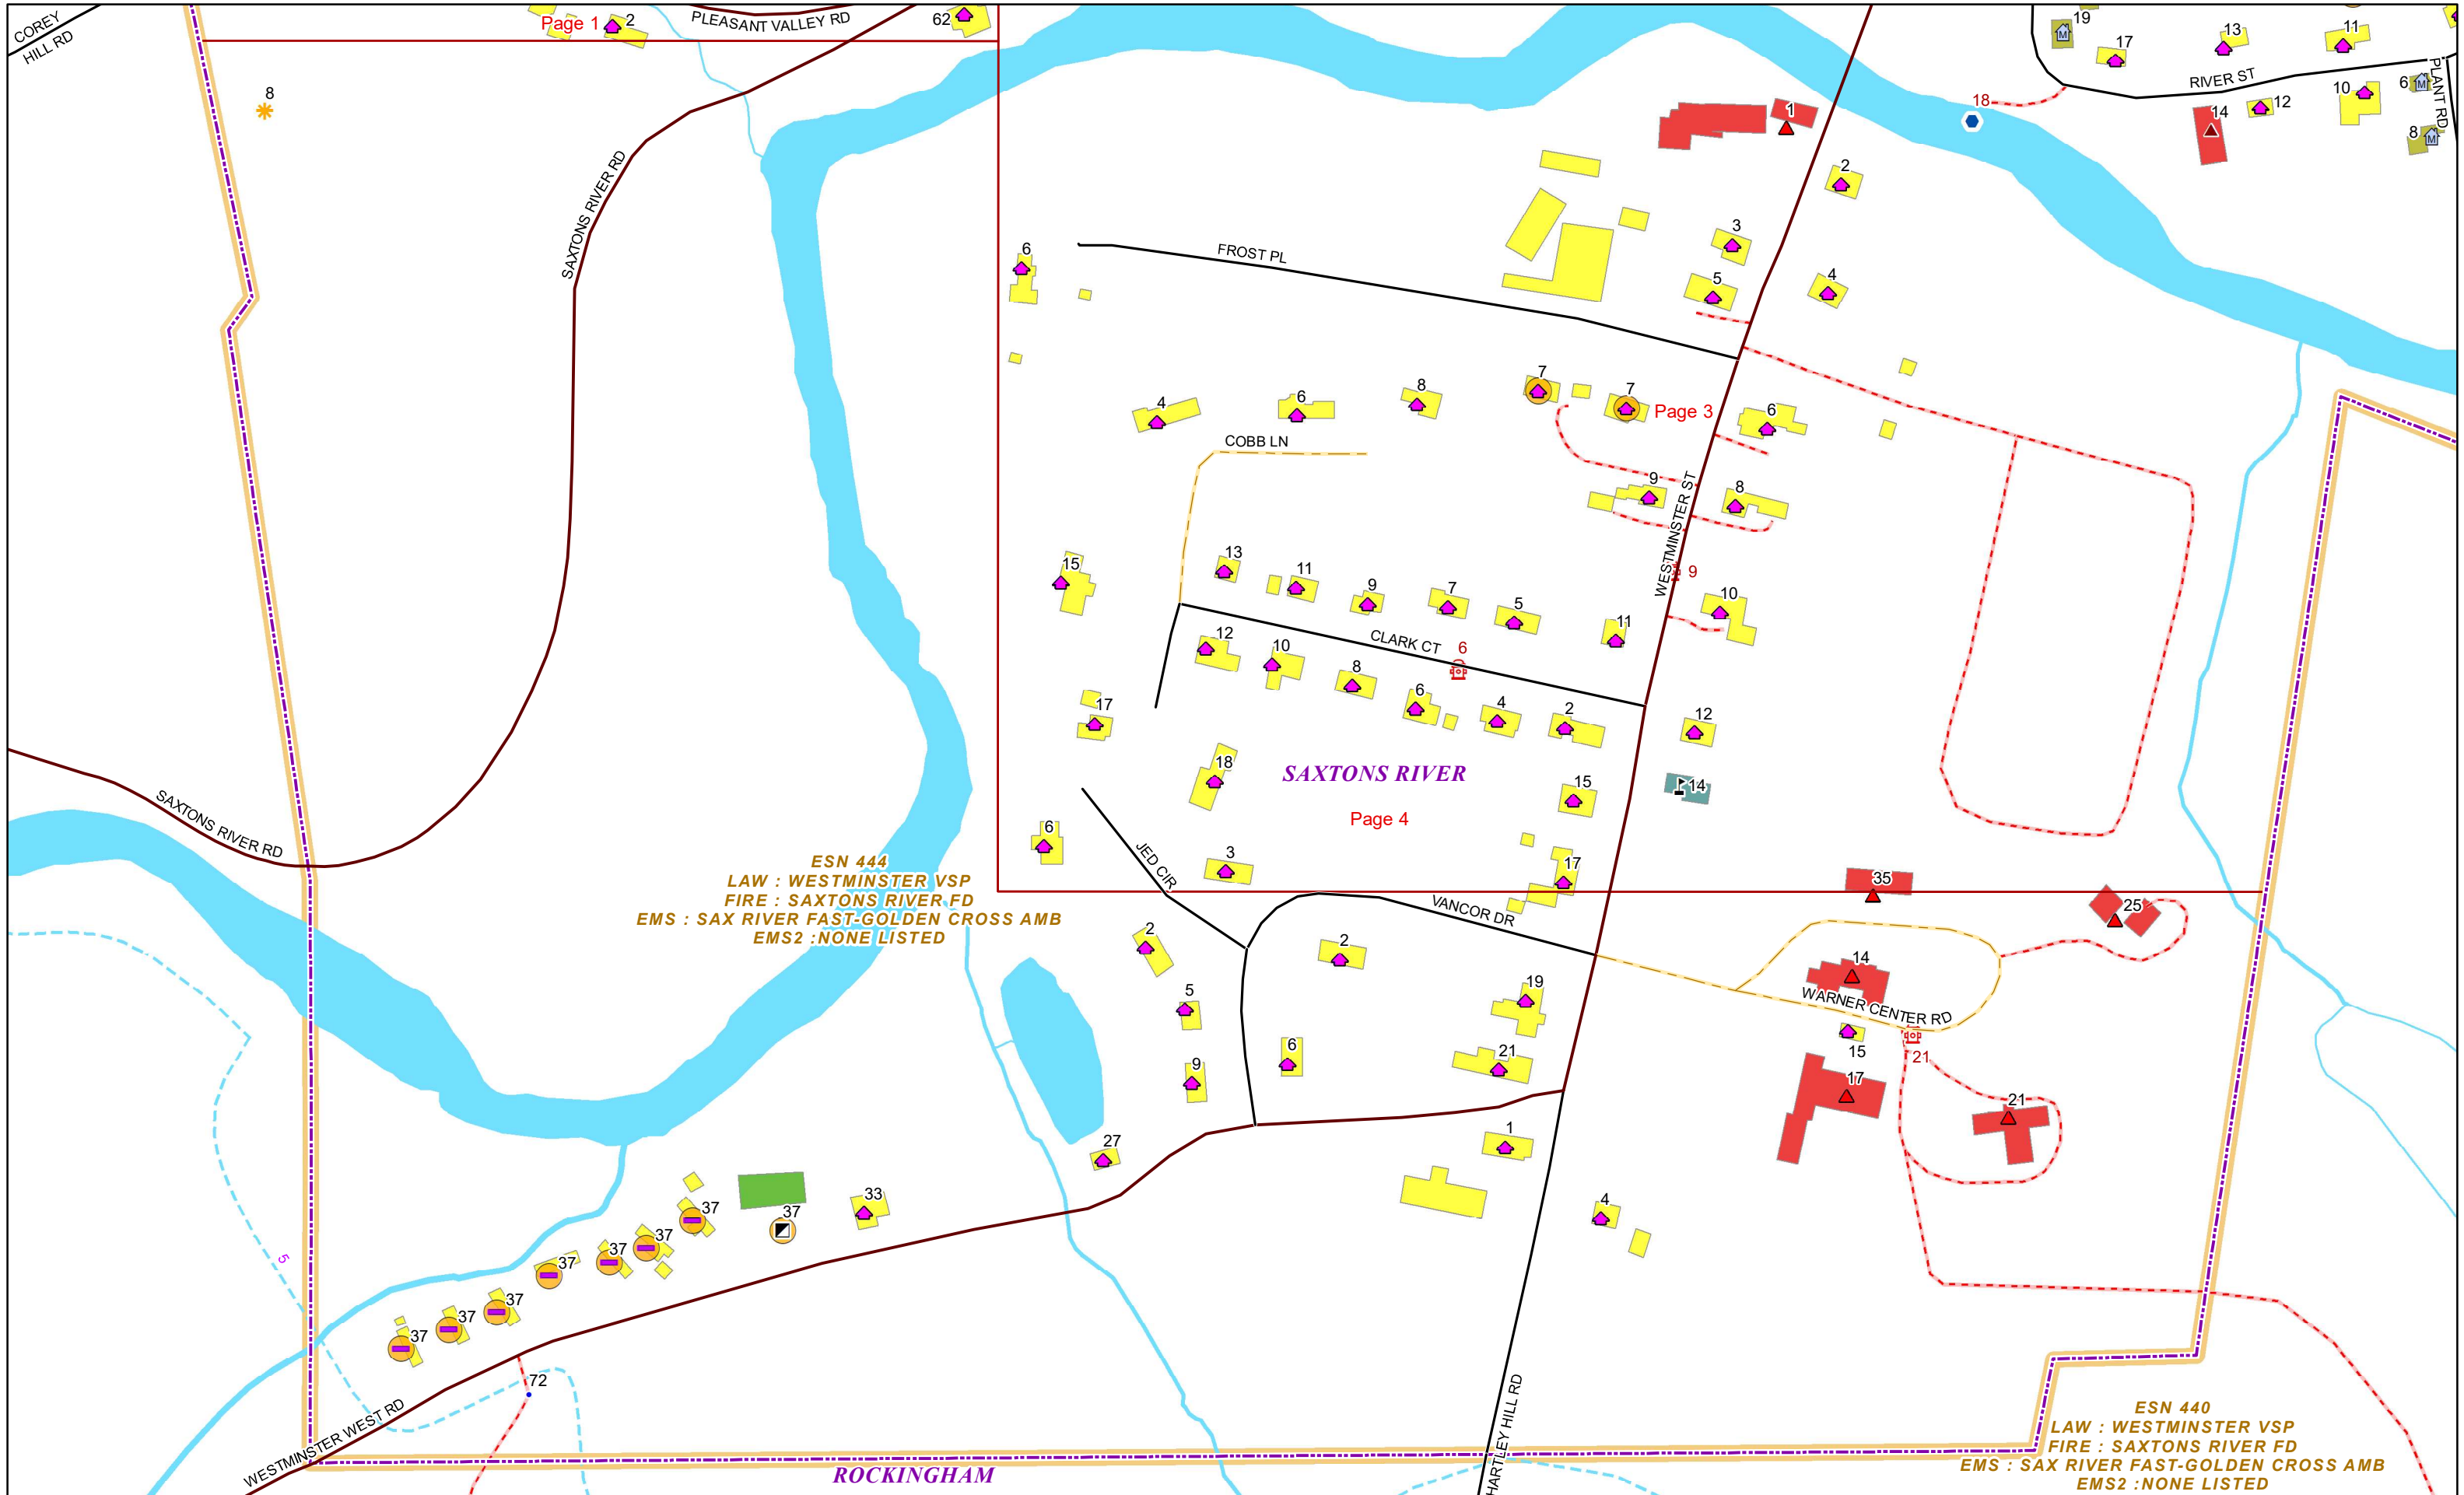 COREY
HILL RD
Page 1
2
PLEASANT VALLEY RD
62
19
17
13
11
RIVER ST
PLANT RD
6
10
12
14
8
18
8
1
2
SAXTONS RIVER RD
3
5
4
6
FROST PL
4
6
8
7
7
Page 3
6
COBB LN
9
8
WESTMINSTER ST
9
10
15
13
11
9
7
5
11
CLARK CT
6
12
10
8
6
4
2
12
17
18
SAXTONS RIVER
15
14
Page 4
SAXTONS RIVER RD
6
JED CIR
3
17
35
25
ESN 444
LAW : WESTMINSTER VSP
FIRE : SAXTONS RIVER FD
EMS : SAX RIVER FAST-GOLDEN CROSS AMB
EMS2 :NONE LISTED
VANCOR DR
2
2
14
5
19
WARNER CENTER RD
6
21
15
21
9
17
21
27
1
33
4
37
37
37
37
37
37
37
37
5
72
WESTMINSTER WEST RD
HARTLEY HILL RD
ROCKINGHAM
ESN 440
LAW : WESTMINSTER VSP
FIRE : SAXTONS RIVER FD
EMS : SAX RIVER FAST-GOLDEN CROSS AMB
EMS2 :NONE LISTED